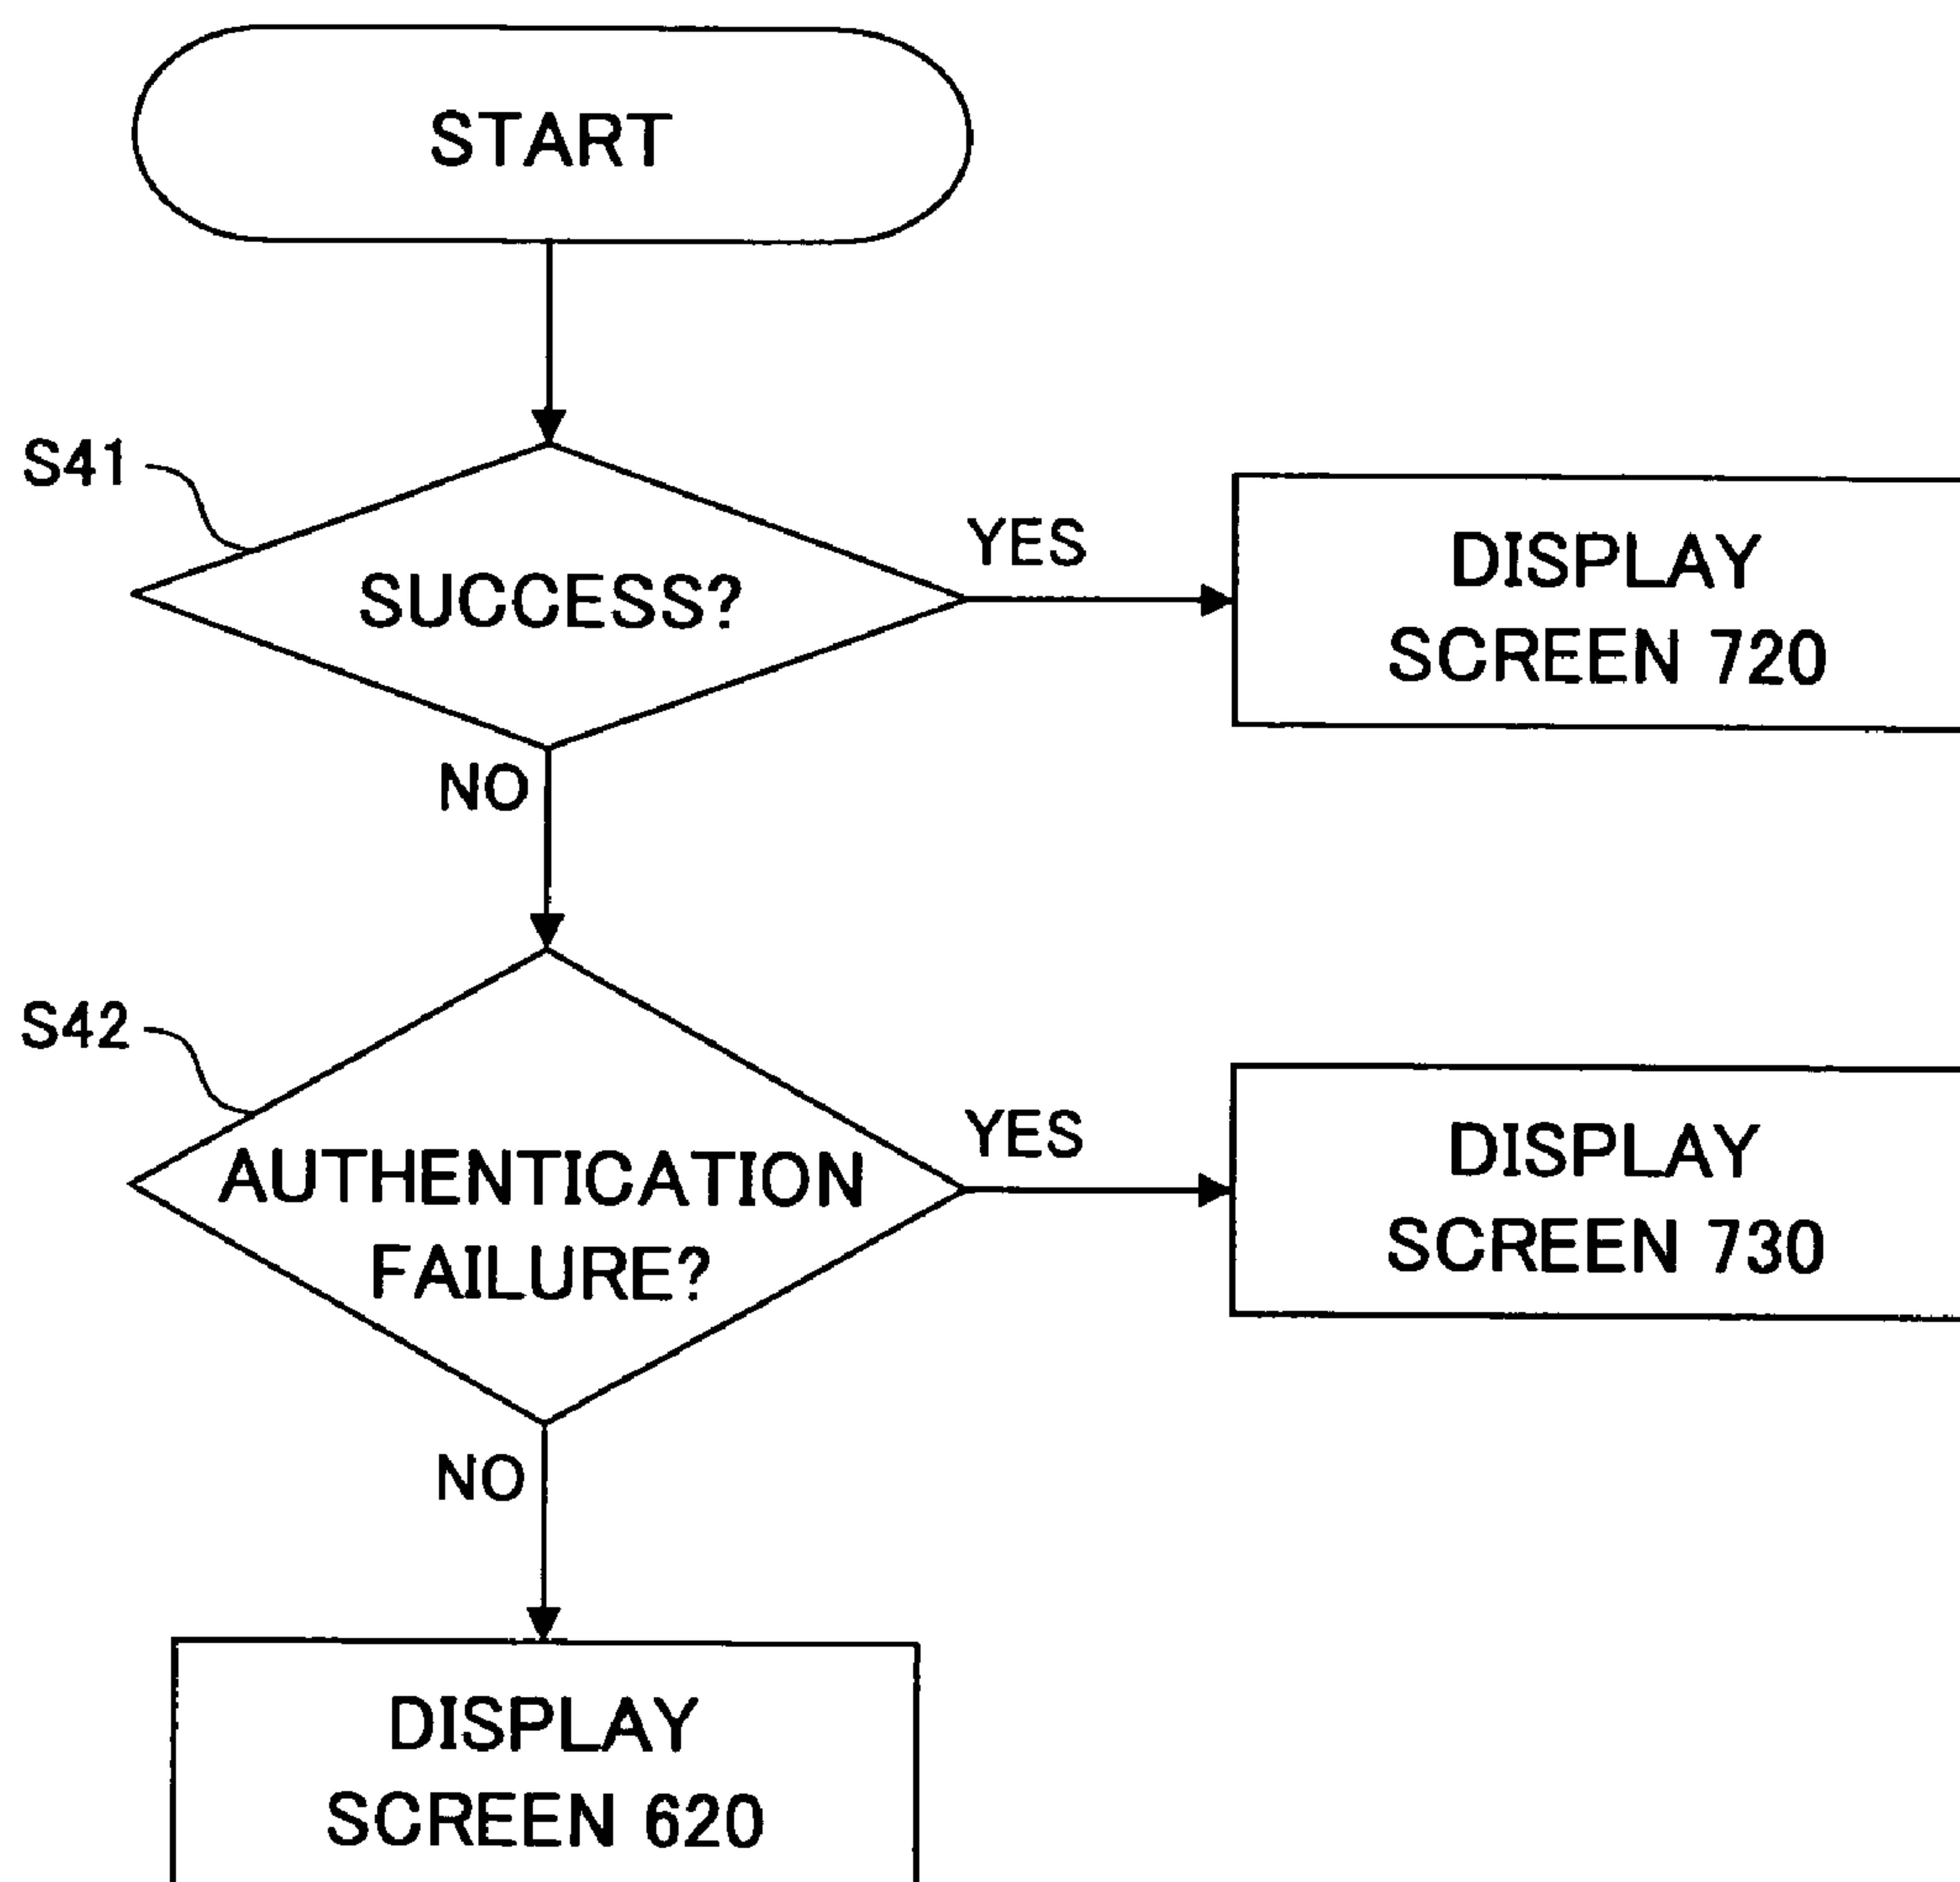 START
S41
SUCCESS?
YES
DISPLAY
SCREEN 720
NO
S42
AUTHENTICATION
FAILURE?
YES
DISPLAY
SCREEN 730
NO
DISPLAY
SCREEN 620